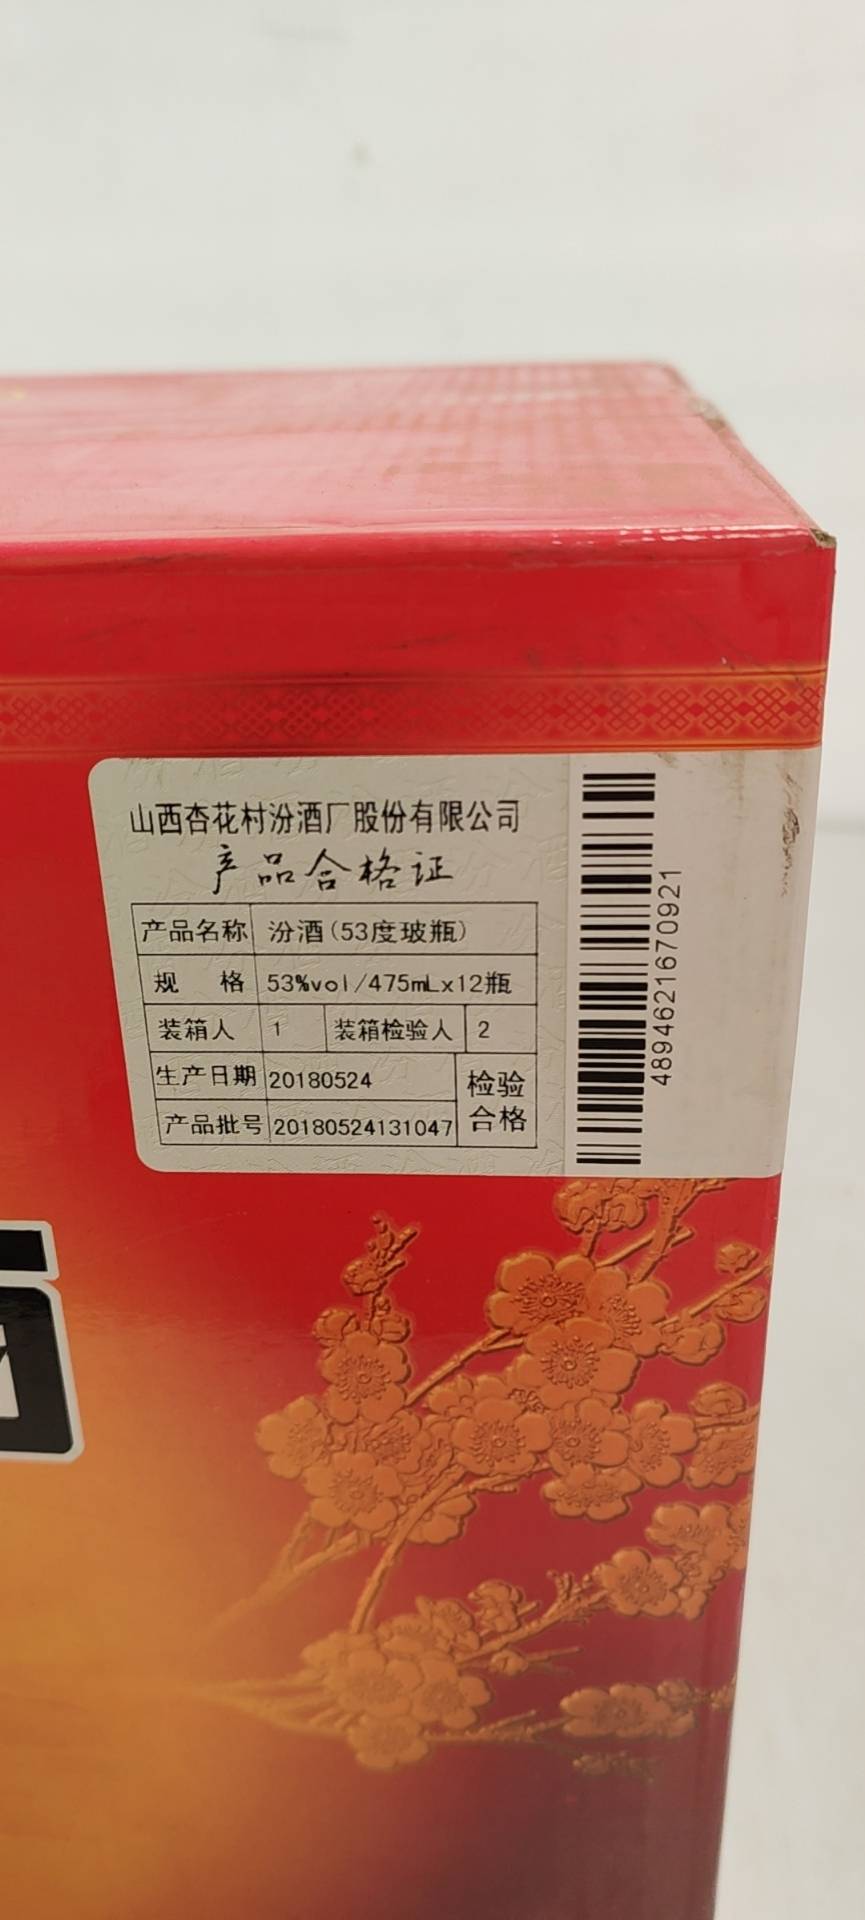 山西杏花村汾酒厂股份有限公司
产品合格证
产品名称 汾酒(53度玻瓶)
规 格 53%vol/475mLx12瓶
装箱人 1 装箱检验人 2
生产日期 20180524 检验
产品批号 20180524131047 合格
4894621670921